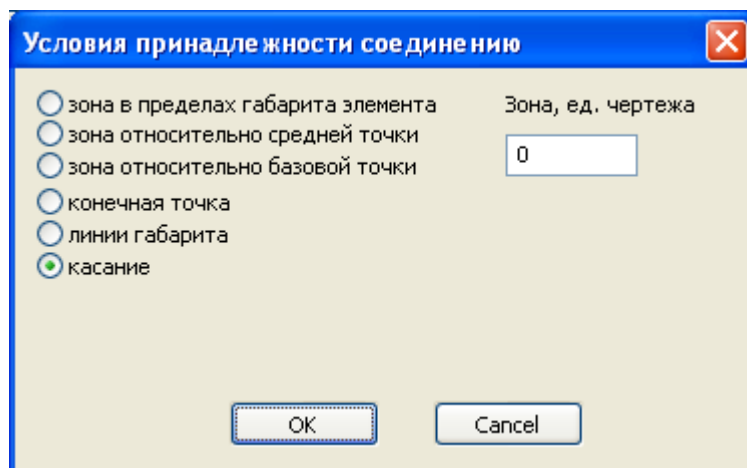 Условия принадлежности соединению
зона в пределах габарита элемента
зона относительно средней точки
зона относительно базовой точки
конечная точка
линии габарита
касание
Зона, ед. чертежа
0
OK
Cancel